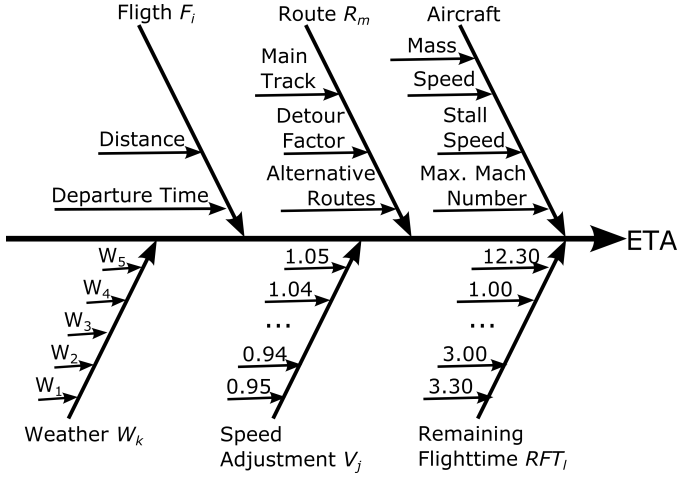 Fligth F_i
Route R_m
Aircraft
Distance
Departure Time
Main
Track
Detour
Factor
Alternative
Routes
Mass
Speed
Stall
Speed
Max. Mach
Number
ETA
W_5
W_4
W_3
W_2
W_1
Weather W_k
1.05
1.04
...
0.94
0.95
Speed
Adjustment V_j
12.30
1.00
...
3.00
3.30
Remaining
Flighttime RFT_l